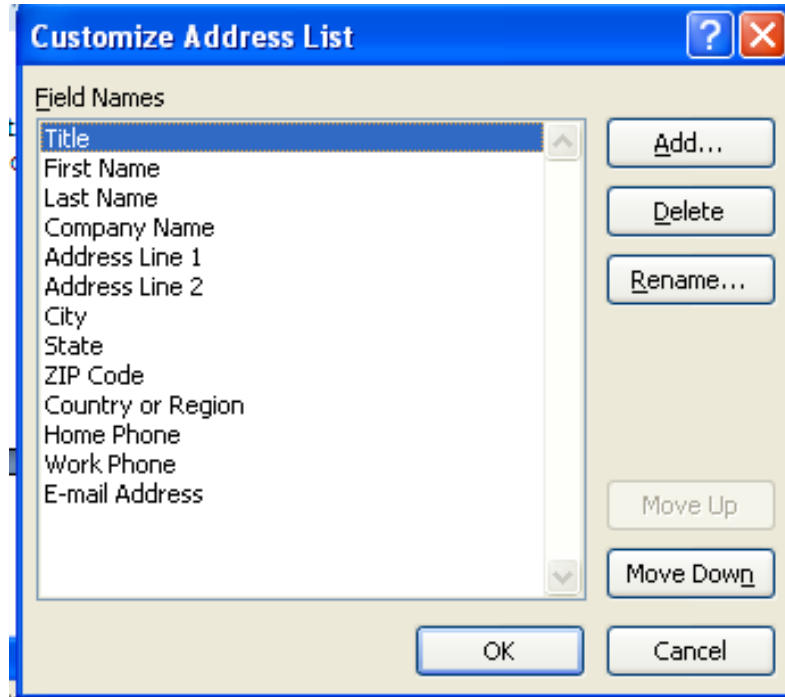 Customize Address List
Field Names
Title
First Name
Last Name
Company Name
Address Line 1
Address Line 2
City
State
ZIP Code
Country or Region
Home Phone
Work Phone
E-mail Address
Add...
Delete
Rename...
Move Up
Move Down
OK
Cancel